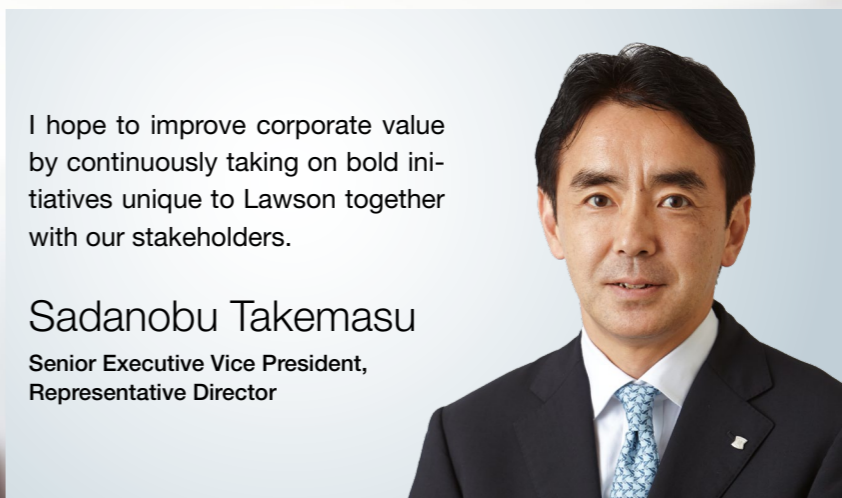 I hope to improve corporate value
by continuously taking on bold ini-
tiatives unique to Lawson together
with our stakeholders.
Sadanobu Takemasu
Senior Executive Vice President,
Representative Director